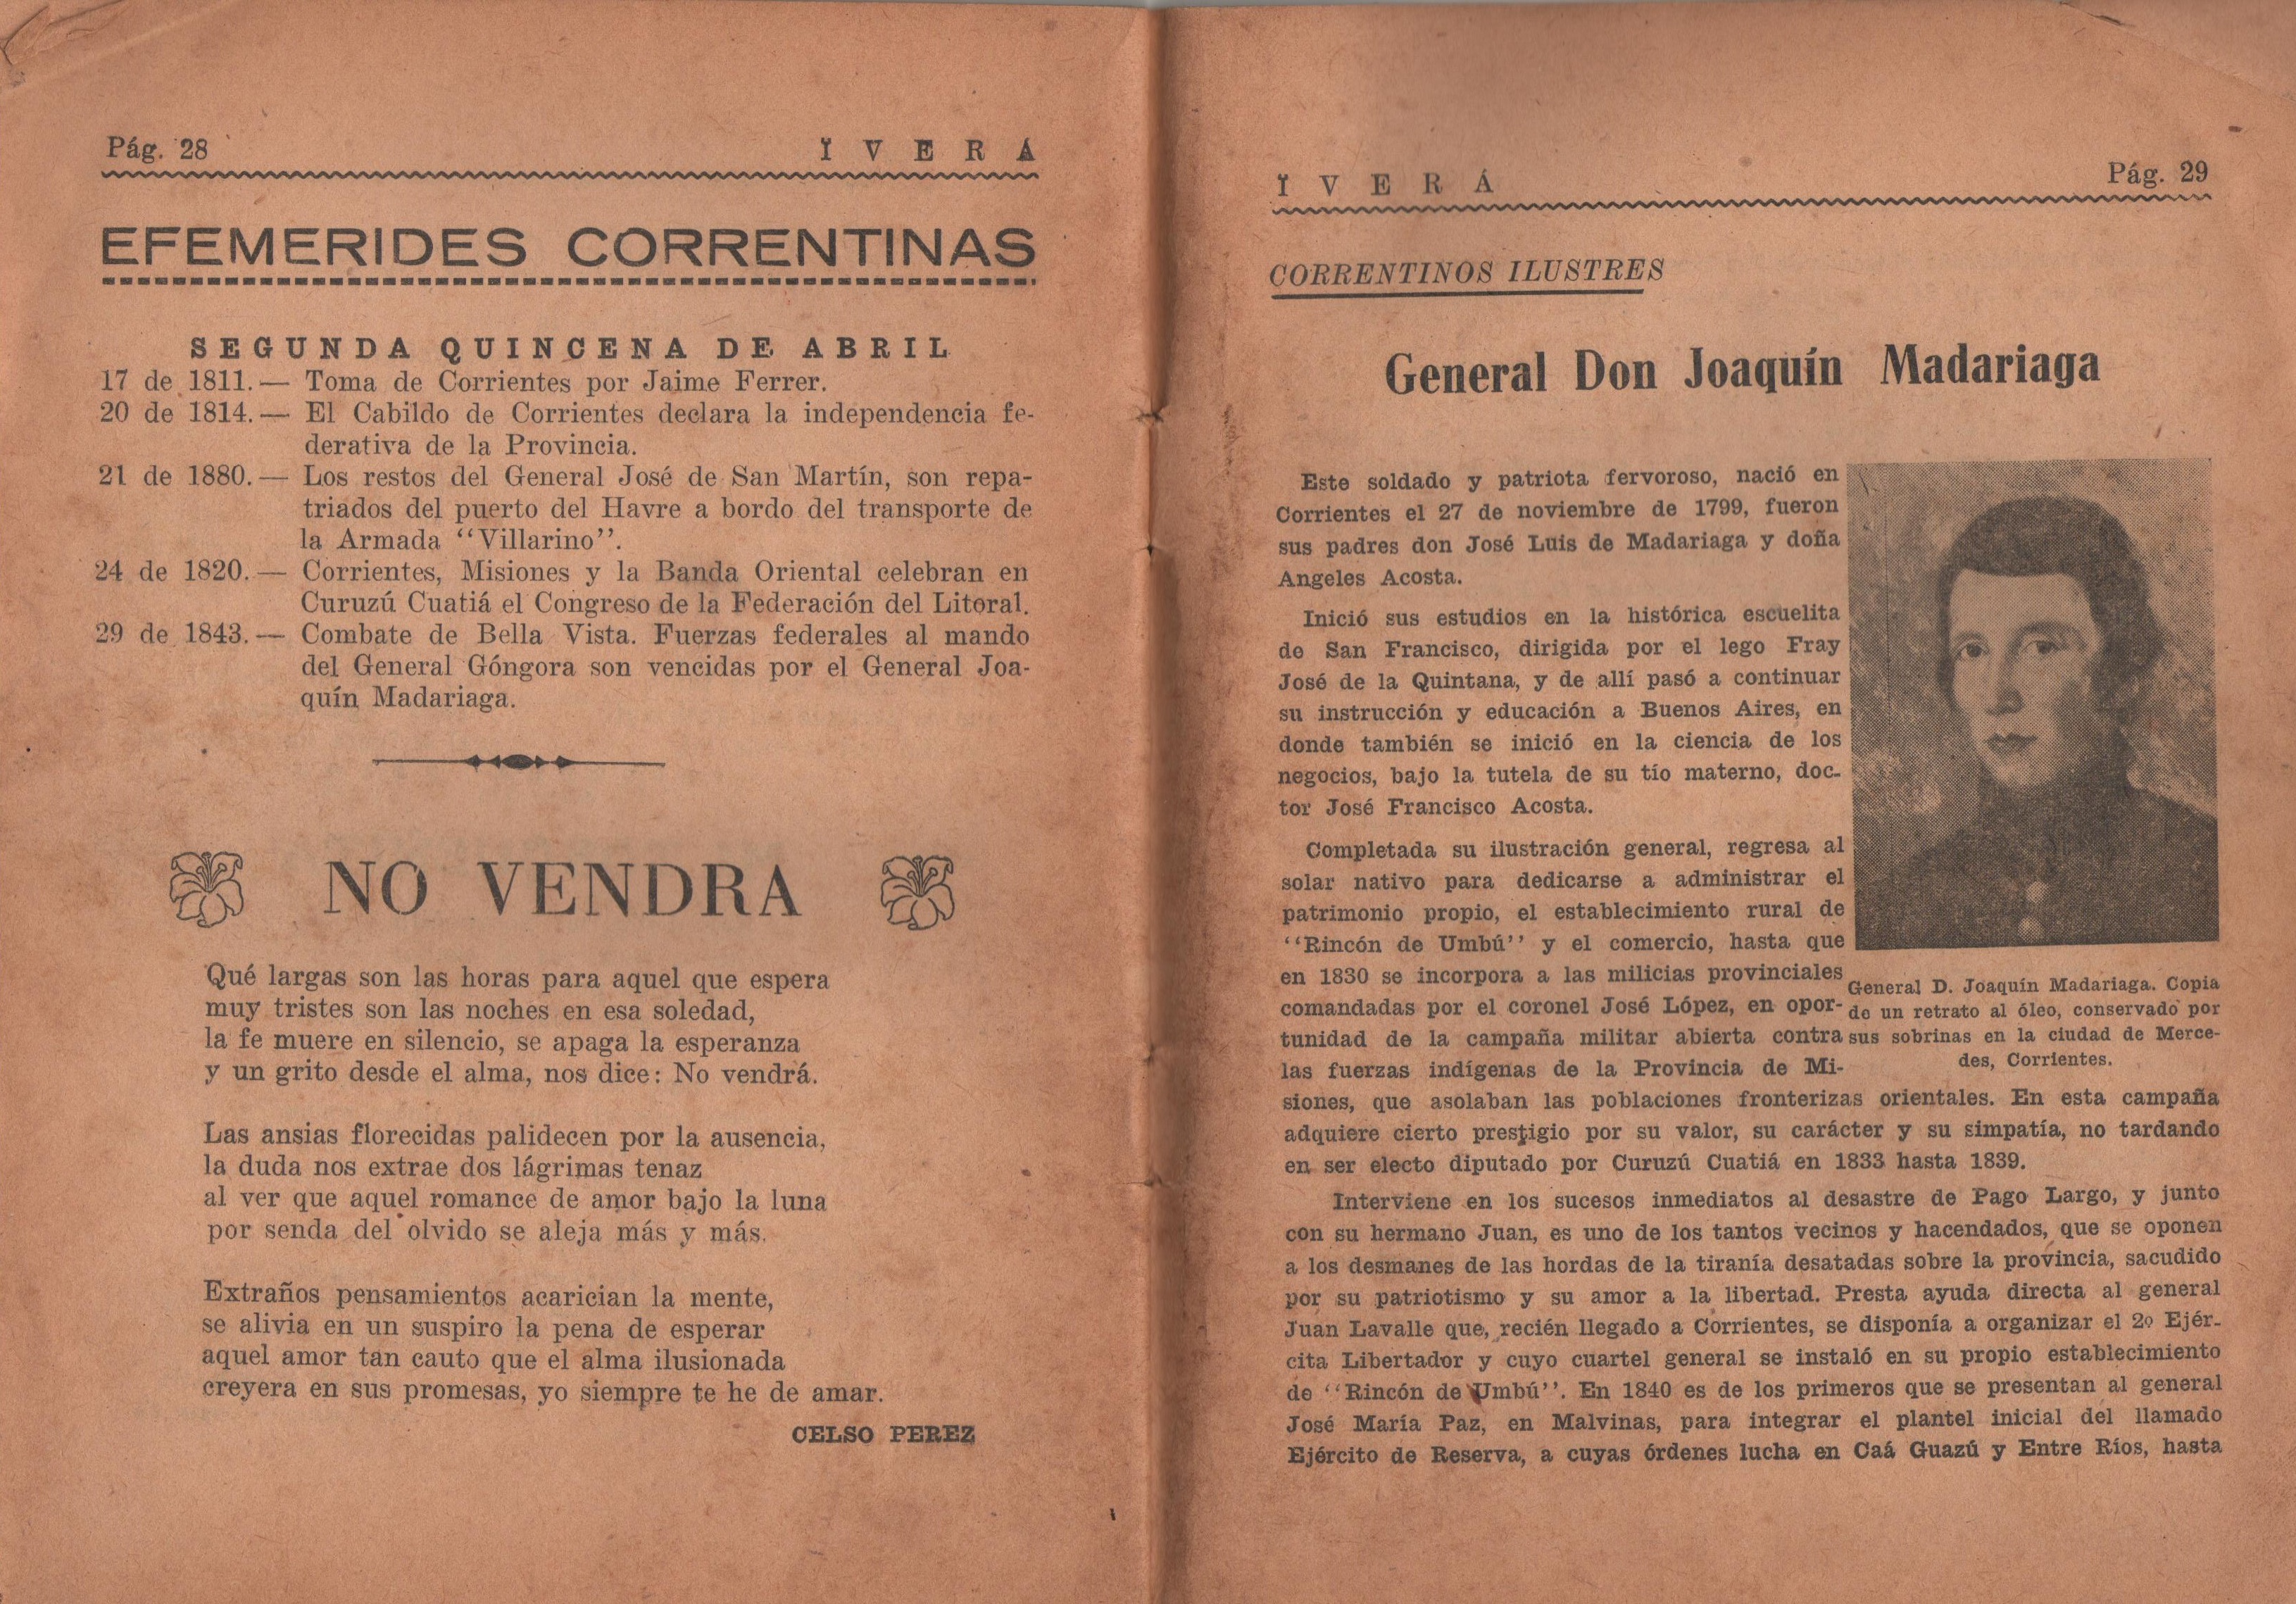 Pág. 28
Ï V E R Á
EFEMERIDES CORRENTINAS
SEGUNDA QUINCENA DE ABRIL
17 de 1811.— Toma de Corrientes por Jaime Ferrer.
20 de 1814.— El Cabildo de Corrientes declara la independencia fe-
derativa de la Provincia.
21 de 1880.— Los restos del General José de San Martín, son repa-
triados del puerto del Havre a bordo del transporte de
la Armada “Villarino”.
24 de 1820.— Corrientes, Misiones y la Banda Oriental celebran en
Curuzú Cuatiá el Congreso de la Federación del Litoral.
29 de 1843.— Combate de Bella Vista. Fuerzas federales al mando
del General Góngora son vencidas por el General Joa-
quín Madariaga.
NO VENDRA
Qué largas son las horas para aquel que espera
muy tristes son las noches en esa soledad,
la fe muere en silencio, se apaga la esperanza
y un grito desde el alma, nos dice: No vendrá.
Las ansias florecidas palidecen por la ausencia,
la duda nos extrae dos lágrimas tenaz
al ver que aquel romance de amor bajo la luna
por senda del olvido se aleja más y más.
Extraños pensamientos acarician la mente,
se alivia en un suspiro la pena de esperar
aquel amor tan cauto que el alma ilusionada
creyera en sus promesas, yo siempre te he de amar.
CELSO PEREZ
Ï V E R Á
Pág. 29
CORRENTINOS ILUSTRES
General Don Joaquín Madariaga
Este soldado y patriota fervoroso, nació en
Corrientes el 27 de noviembre de 1799, fueron
sus padres don José Luis de Madariaga y doña
Angeles Acosta.
Inició sus estudios en la histórica escuelita
de San Francisco, dirigida por el lego Fray
José de la Quintana, y de allí pasó a continuar
su instrucción y educación a Buenos Aires, en
donde también se inició en la ciencia de los
negocios, bajo la tutela de su tío materno, doc-
tor José Francisco Acosta.
Completada su ilustración general, regresa al
solar nativo para dedicarse a administrar el
patrimonio propio, el establecimiento rural de
“Rincón de Umbú” y el comercio, hasta que
en 1830 se incorpora a las milicias provinciales
comandadas por el coronel José López, en opor-
tunidad de la campaña militar abierta contra
las fuerzas indígenas de la Provincia de Mi-
siones, que asolaban las poblaciones fronterizas orientales. En esta campaña
adquiere cierto prestigio por su valor, su carácter y su simpatía, no tardando
en ser electo diputado por Curuzú Cuatiá en 1833 hasta 1839.
General D. Joaquín Madariaga. Copia
de un retrato al óleo, conservado por
sus sobrinas en la ciudad de Merce-
des, Corrientes.
Interviene en los sucesos inmediatos al desastre de Pago Largo, y junto
con su hermano Juan, es uno de los tantos vecinos y hacendados, que se oponen
a los desmanes de las hordas de la tiranía desatadas sobre la provincia, sacudido
por su patriotismo y su amor a la libertad. Presta ayuda directa al general
Juan Lavalle que, recién llegado a Corrientes, se disponía a organizar el 2º Ejér-
cita Libertador y cuyo cuartel general se instaló en su propio establecimiento
de “Rincón de Umbú”. En 1840 es de los primeros que se presentan al general
José María Paz, en Malvinas, para integrar el plantel inicial del llamado
Ejército de Reserva, a cuyas órdenes lucha en Caá Guazú y Entre Ríos, hasta